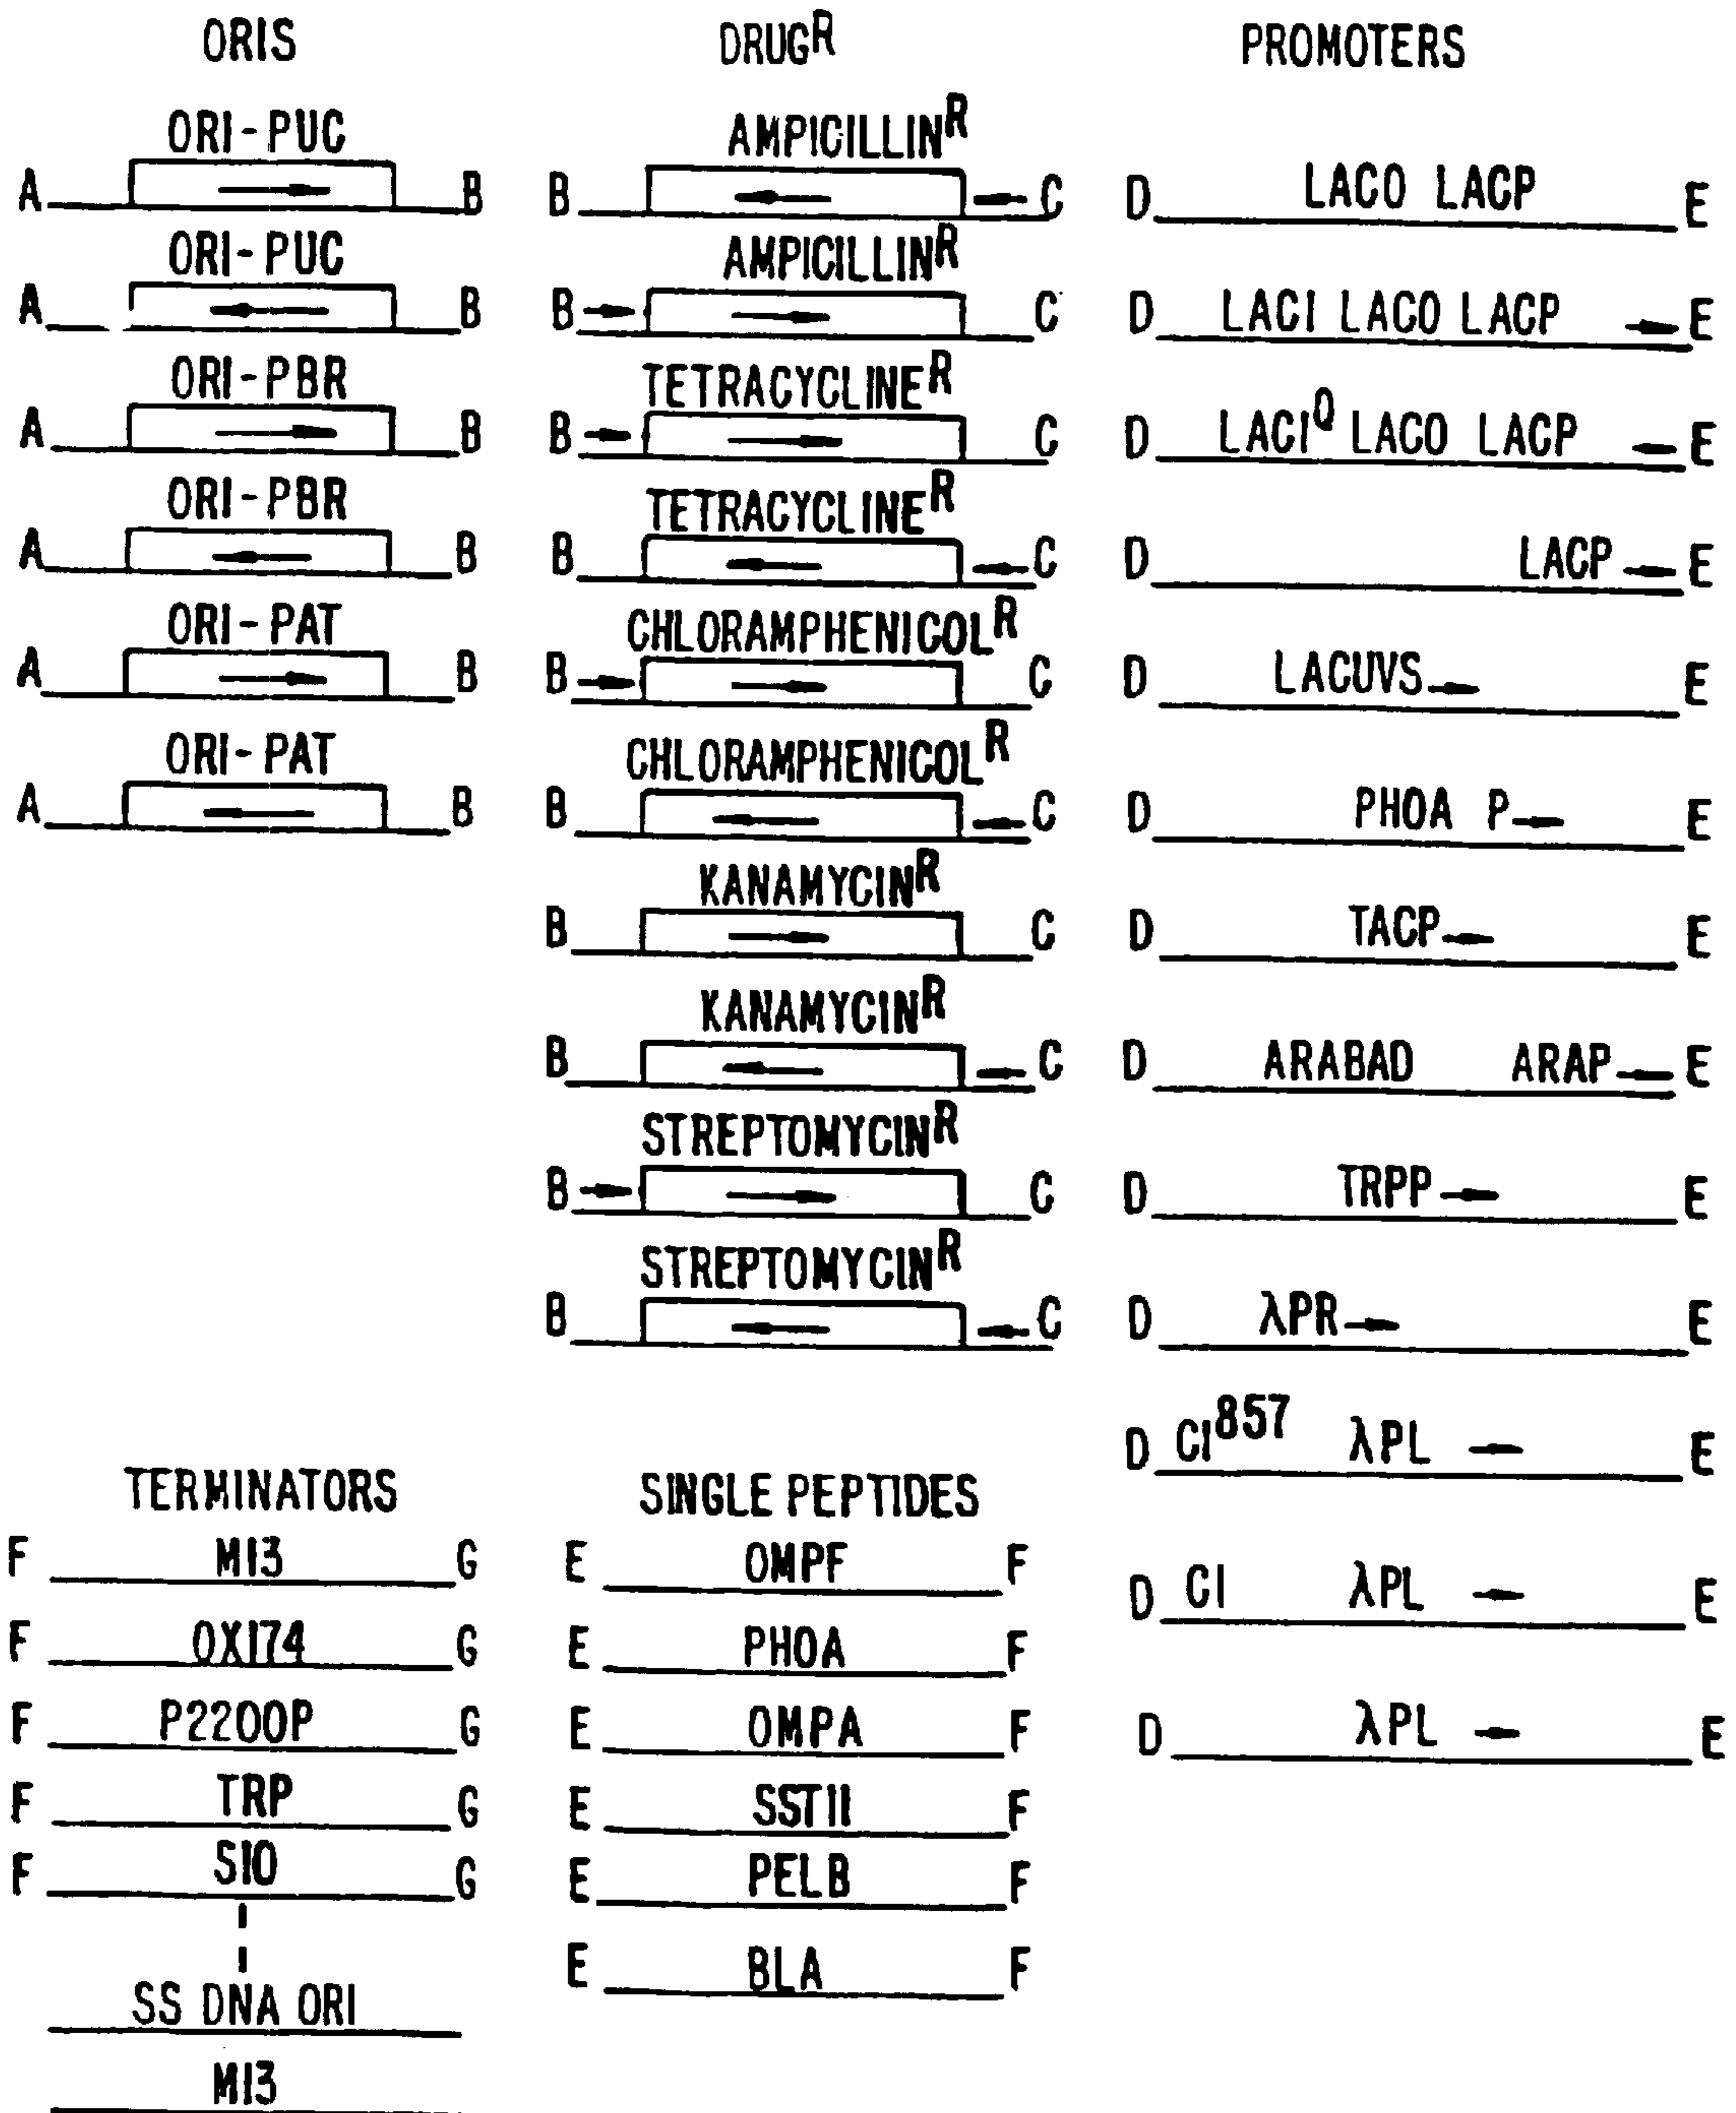 ORIS
A ORI-PUC B
A ORI-PUC B
A ORI-PBR B
A ORI-PBR B
A ORI-PAT B
A ORI-PAT B
DRUGR
B AMPICILLINR C
B AMPICILLINR C
B TETRACYCLINER C
B TETRACYCLINER C
B CHLORAMPHENICOLR C
B CHLORAMPHENICOLR C
B KANAMYCINR C
B KANAMYCINR C
B STREPTOMYCINR C
B STREPTOMYCINR C
PROMOTERS
D LACO LACP E
D LACI LACO LACP E
D LACIQ LACO LACP E
D LACP E
D LACUVS E
D PHOA P E
D TACP E
D ARABAD ARAP E
D TRPP E
D λPR E
D CI857 λPL E
D CI λPL E
D λPL E
TERMINATORS
F M13 G
F OX174 G
F P2200P G
F TRP G
F S10 G
SS DNA ORI
M13
SINGLE PEPTIDES
E OMPF F
E PHOA F
E OMPA F
E SSTII F
E PELB F
E BLA F